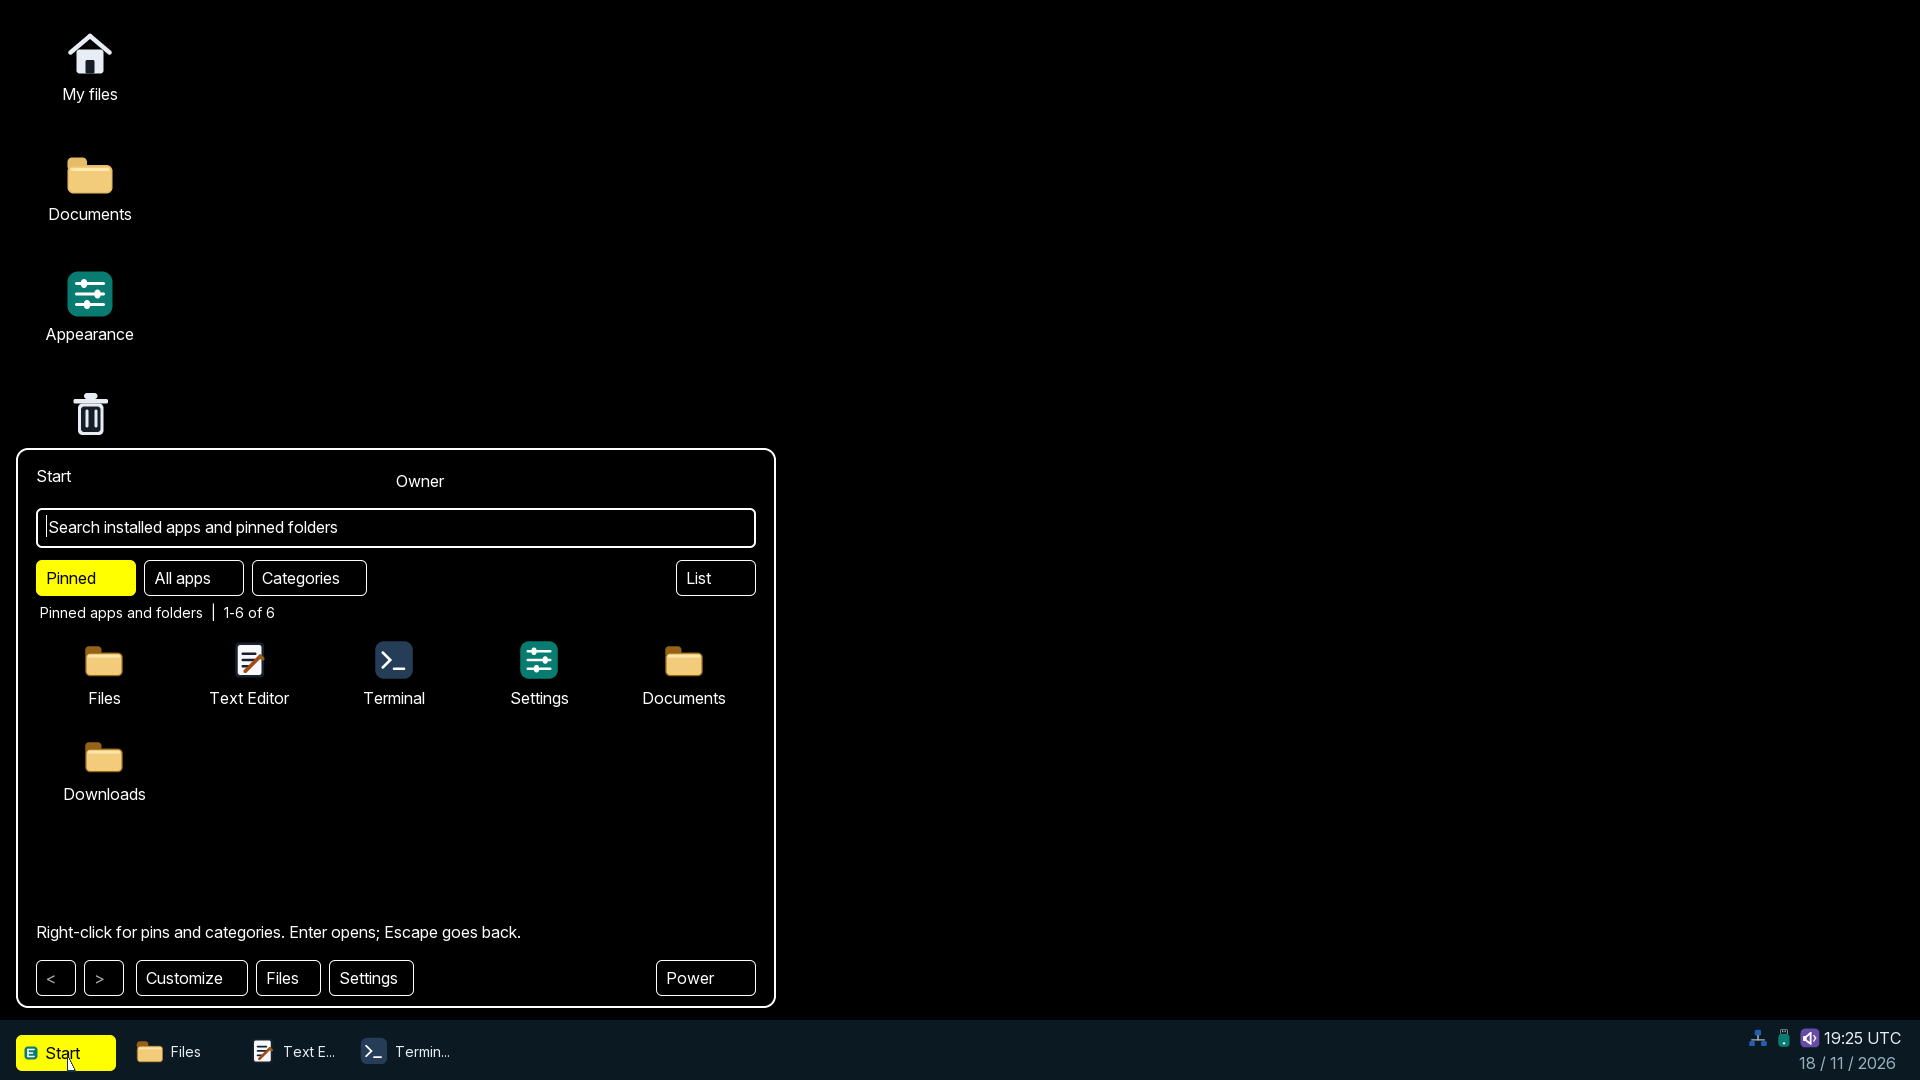 My files
Documents
Appearance
Start
Owner
Search installed apps and pinned folders
Pinned All apps Categories List
Pinned apps and folders | 1-6 of 6
Files Text Editor Terminal Settings Documents
Downloads
Right-click for pins and categories. Enter opens; Escape goes back.
< > Customize Files Settings Power
Start Files Text E... Termin... 19:25 UTC
18 / 11 / 2026